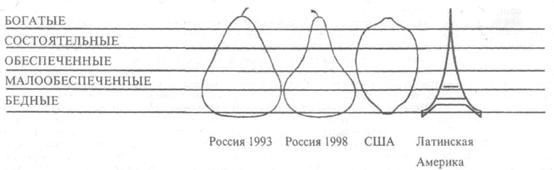 БОГАТЫЕ
СОСТОЯТЕЛЬНЫЕ
ОБЕСПЕЧЕННЫЕ
МАЛООБЕСПЕЧЕННЫЕ
БЕДНЫЕ
Россия 1993 Россия 1998 США Латинская
Америка